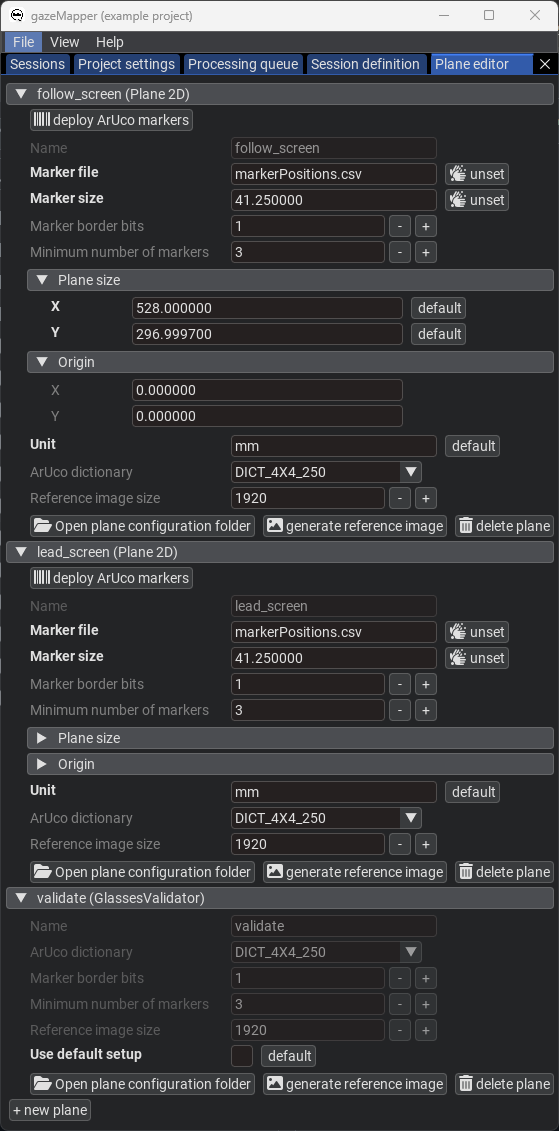 gazeMapper (example project)
File View Help
Sessions Project settings Processing queue Session definition Plane editor
follow_screen (Plane 2D)
deploy ArUco markers
Name follow_screen
Marker file markerPositions.csv unset
Marker size 41.250000 unset
Marker border bits 1 - +
Minimum number of markers 3 - +
Plane size
X 528.000000 default
Y 296.999700 default
Origin
X 0.000000
Y 0.000000
Unit mm default
ArUco dictionary DICT_4X4_250
Reference image size 1920 - +
Open plane configuration folder generate reference image delete plane
lead_screen (Plane 2D)
deploy ArUco markers
Name lead_screen
Marker file markerPositions.csv unset
Marker size 41.250000 unset
Marker border bits 1 - +
Minimum number of markers 3 - +
Plane size
Origin
Unit mm default
ArUco dictionary DICT_4X4_250
Reference image size 1920 - +
Open plane configuration folder generate reference image delete plane
validate (GlassesValidator)
Name validate
ArUco dictionary DICT_4X4_250
Marker border bits 1 - +
Minimum number of markers 3 - +
Reference image size 1920 - +
Use default setup default
Open plane configuration folder generate reference image delete plane
+ new plane